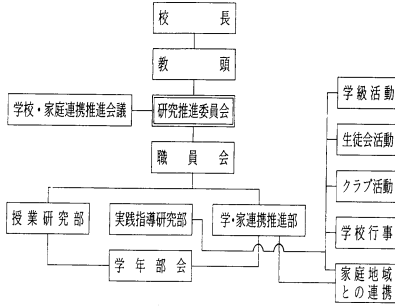 校長
教頭
学校・家庭連携推進会議
研究推進委員会
職員会
授業研究部
実践指導研究部
学・家連携推進部
学年部会
学級活動
生徒会活動
クラブ活動
学校行事
家庭地域
との連携